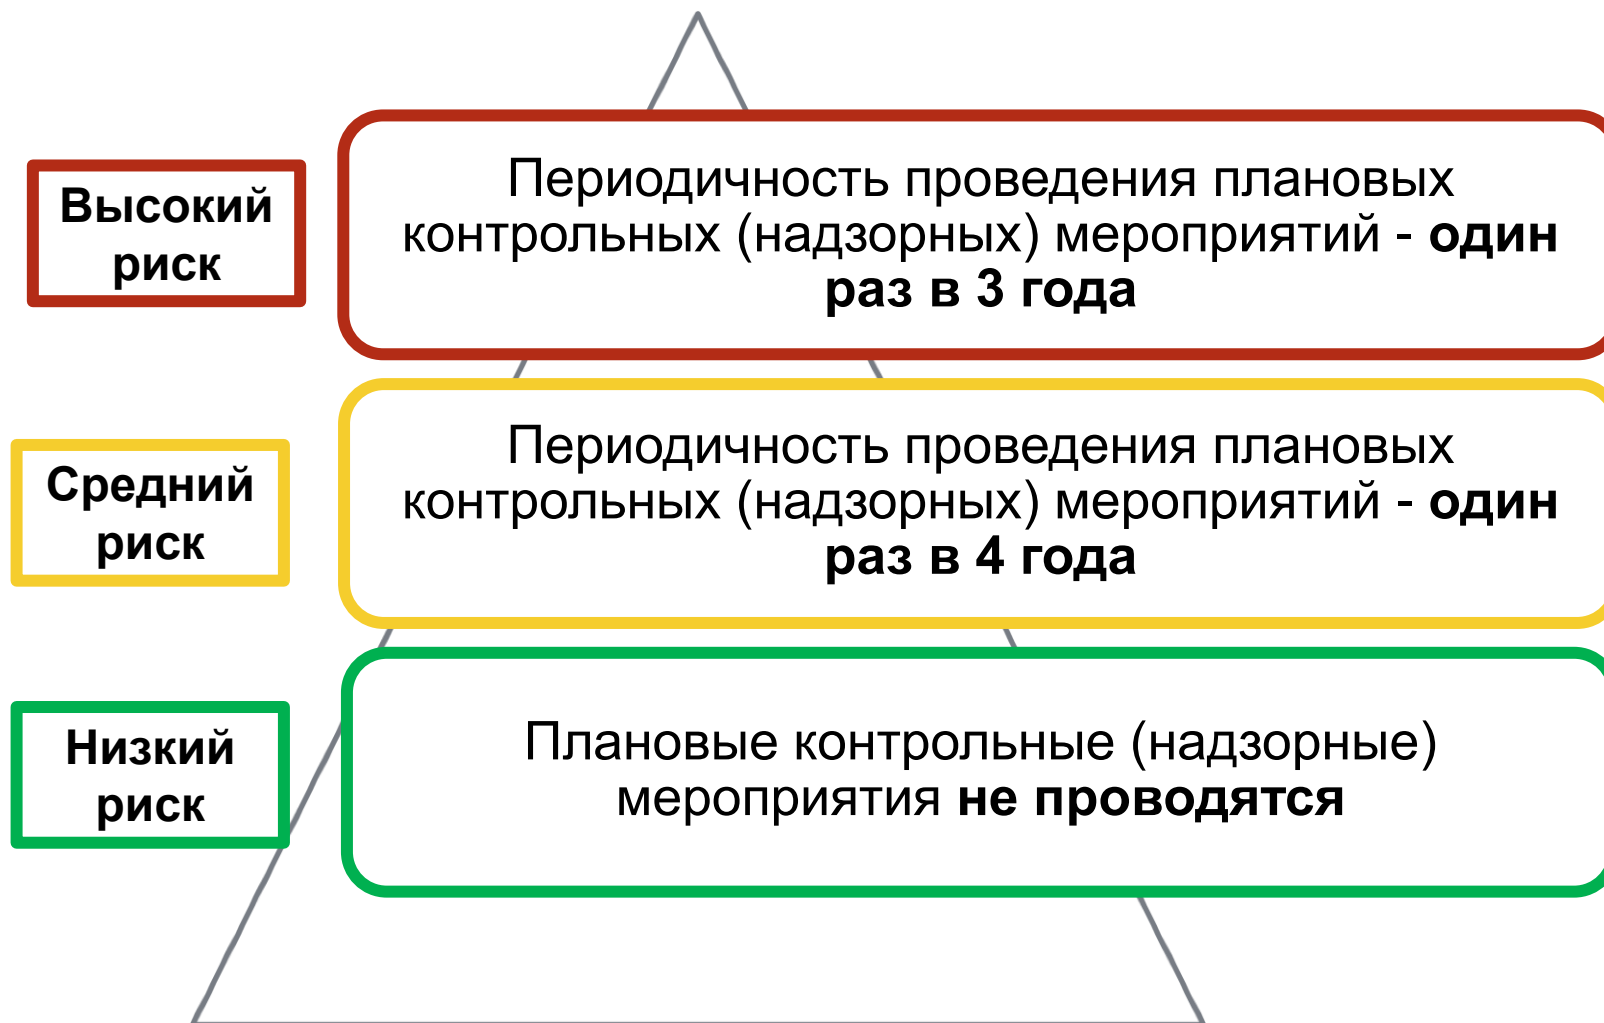 Высокий
риск
Периодичность проведения плановых
контрольных (надзорных) мероприятий - один
раз в 3 года
Средний
риск
Периодичность проведения плановых
контрольных (надзорных) мероприятий - один
раз в 4 года
Низкий
риск
Плановые контрольные (надзорные)
мероприятия не проводятся